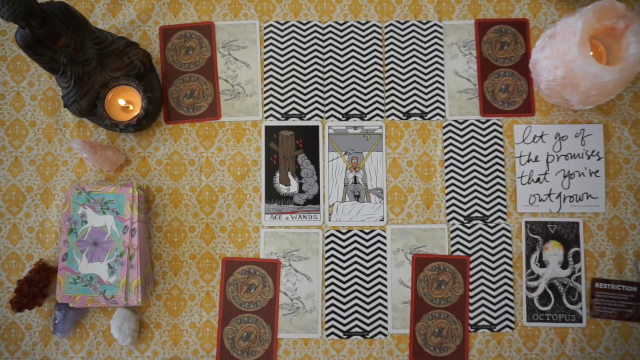 let go of
the promises
that you've
outgrown
ACE of WANDS
OCTOPUS
RESTRICTION